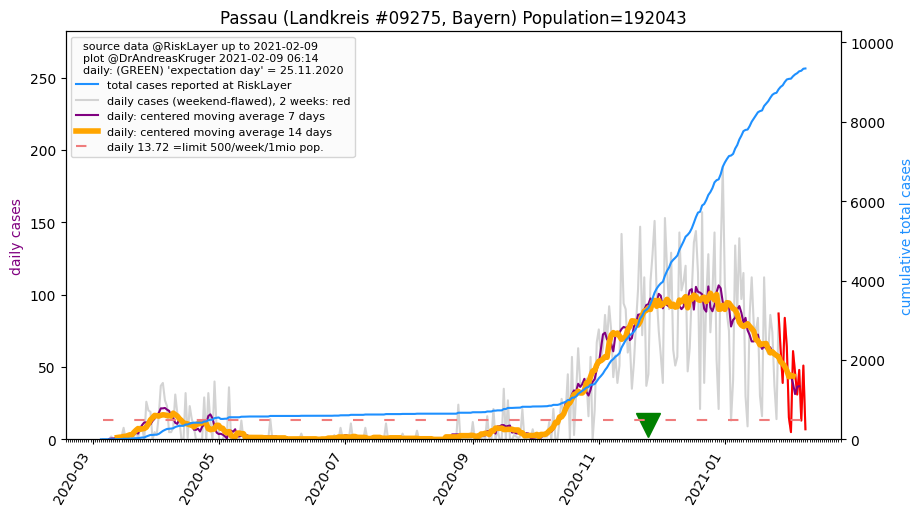 Passau (Landkreis #09275, Bayern) Population=192043
source data @RiskLayer up to 2021-02-09
plot @DrAndreasKruger 2021-02-09 06:14
daily: (GREEN) 'expectation day' = 25.11.2020
total cases reported at RiskLayer
daily cases (weekend-flawed), 2 weeks: red
daily: centered moving average 7 days
daily: centered moving average 14 days
daily 13.72 =limit 500/week/1mio pop.
daily cases
250
200
150
100
50
0
cumulative total cases
10000
8000
6000
4000
2000
0
2020-03
2020-05
2020-07
2020-09
2020-11
2021-01